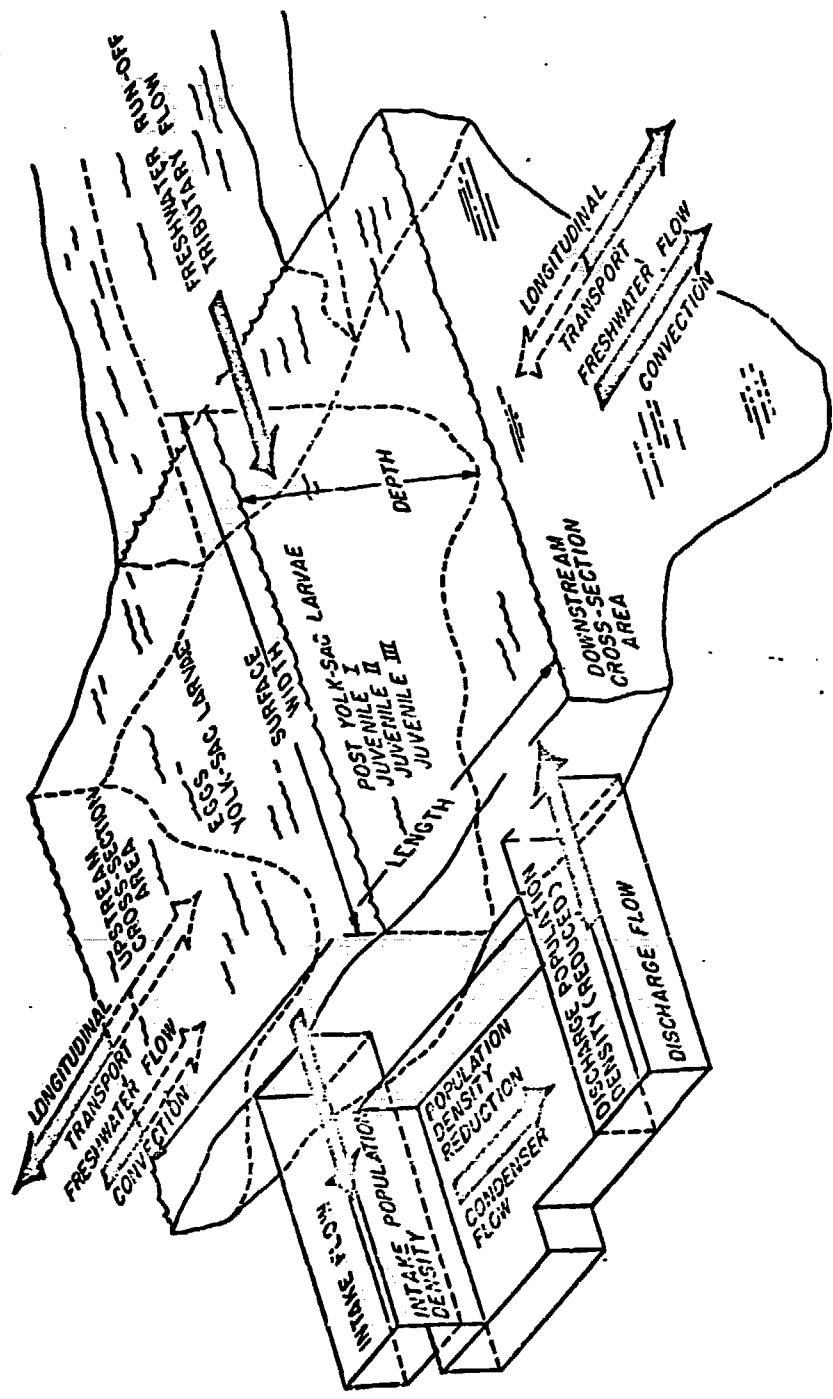 LONGITUDINAL
TRANSPORT
FRESHWATER FLOW
CONVECTION
UPSTREAM
CROSS-SECTION
AREA
EGGS
YOLK-SAC LARVAE
SURFACE
WIDTH
FRESHWATER RUN-OFF
TRIBUTARY FLOW
POST YOLK-SAC LARVAE
JUVENILE I
JUVENILE II
JUVENILE III
DEPTH
LENGTH
INTAKE FLOW
INTAKE POPULATION
DENSITY
POPULATION
DENSITY
REDUCTION
CONDENSER
FLOW
DISCHARGE POPULATION
DENSITY (REDUCED)
DISCHARGE FLOW
DOWNSTREAM
CROSS-SECTION
AREA
LONGITUDINAL
TRANSPORT
FRESHWATER FLOW
CONVECTION